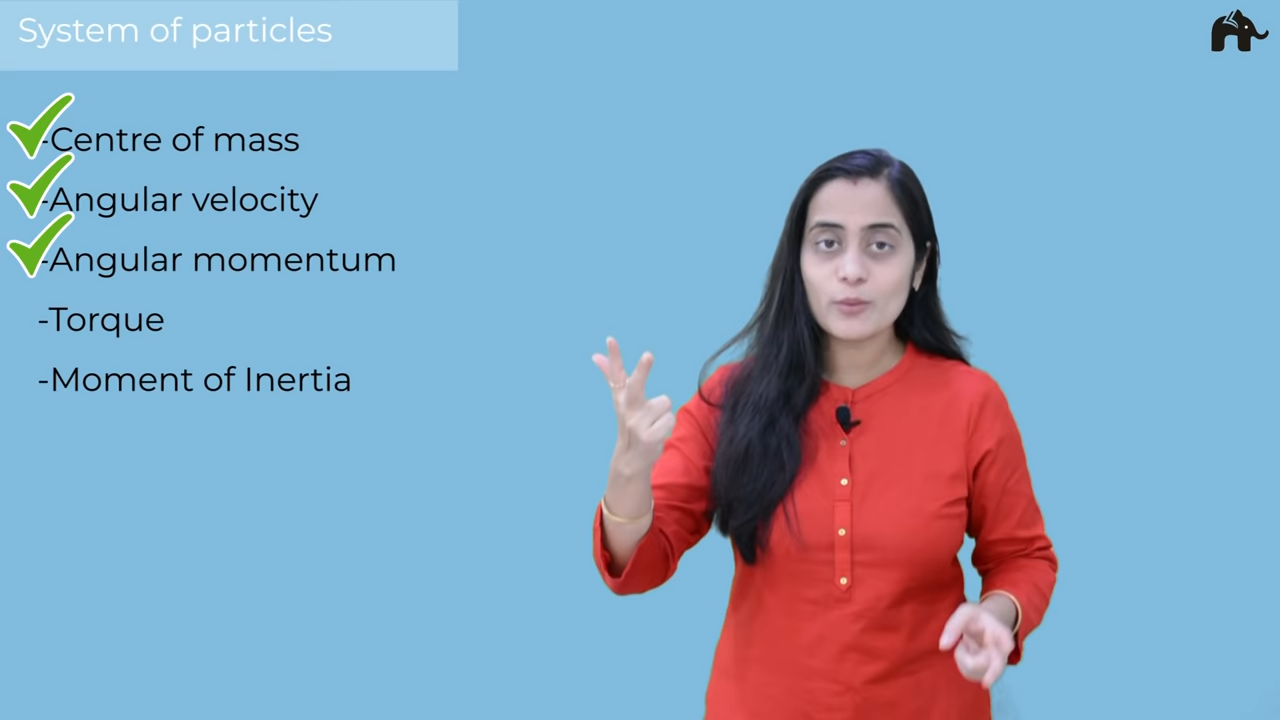 System of particles
-Centre of mass
-Angular velocity
-Angular momentum
-Torque
-Moment of Inertia